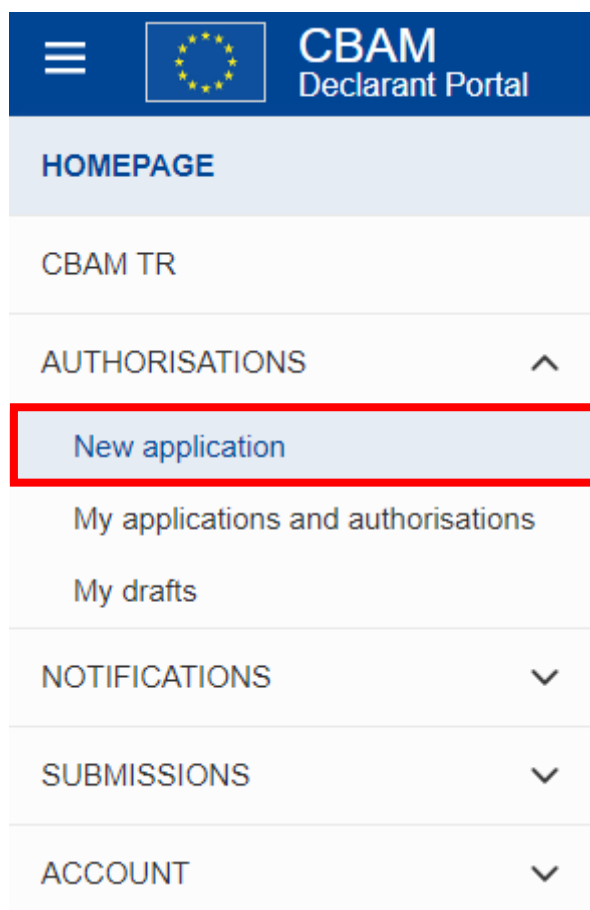 CBAM
Declarant Portal
HOMEPAGE
CBAM TR
AUTHORISATIONS
New application
My applications and authorisations
My drafts
NOTIFICATIONS
SUBMISSIONS
ACCOUNT